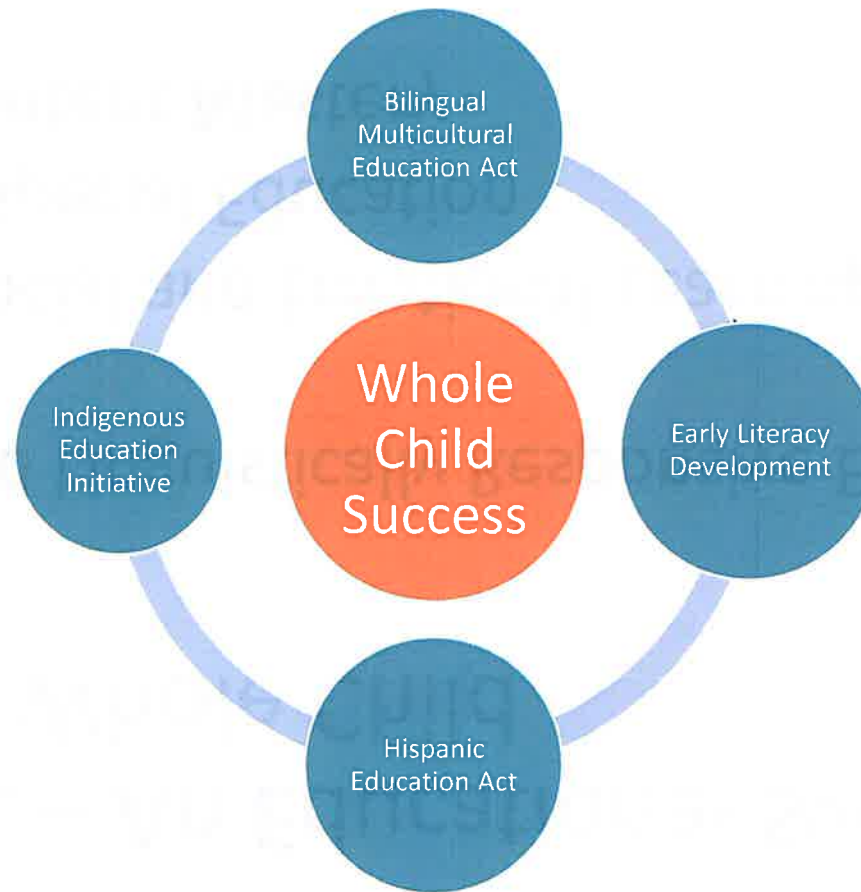 Bilingual
Multicultural
Education Act
Indigenous
Education
Initiative
Whole
Child
Success
Early Literacy
Development
Hispanic
Education Act